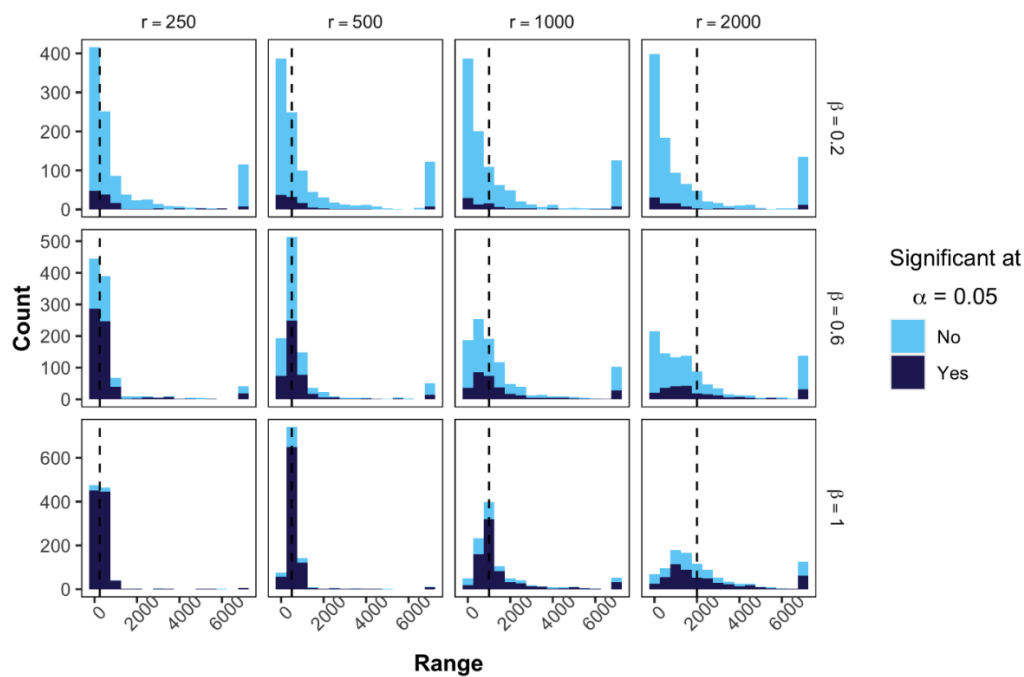 r = 250
r = 500
r = 1000
r = 2000
400
300
200
100
0
β = 0.2
500
400
300
200
100
0
β = 0.6
600
400
200
0
β = 1
0
2000
4000
6000
0
2000
4000
6000
0
2000
4000
6000
0
2000
4000
6000
Count
Range
Significant at
α = 0.05
No
Yes